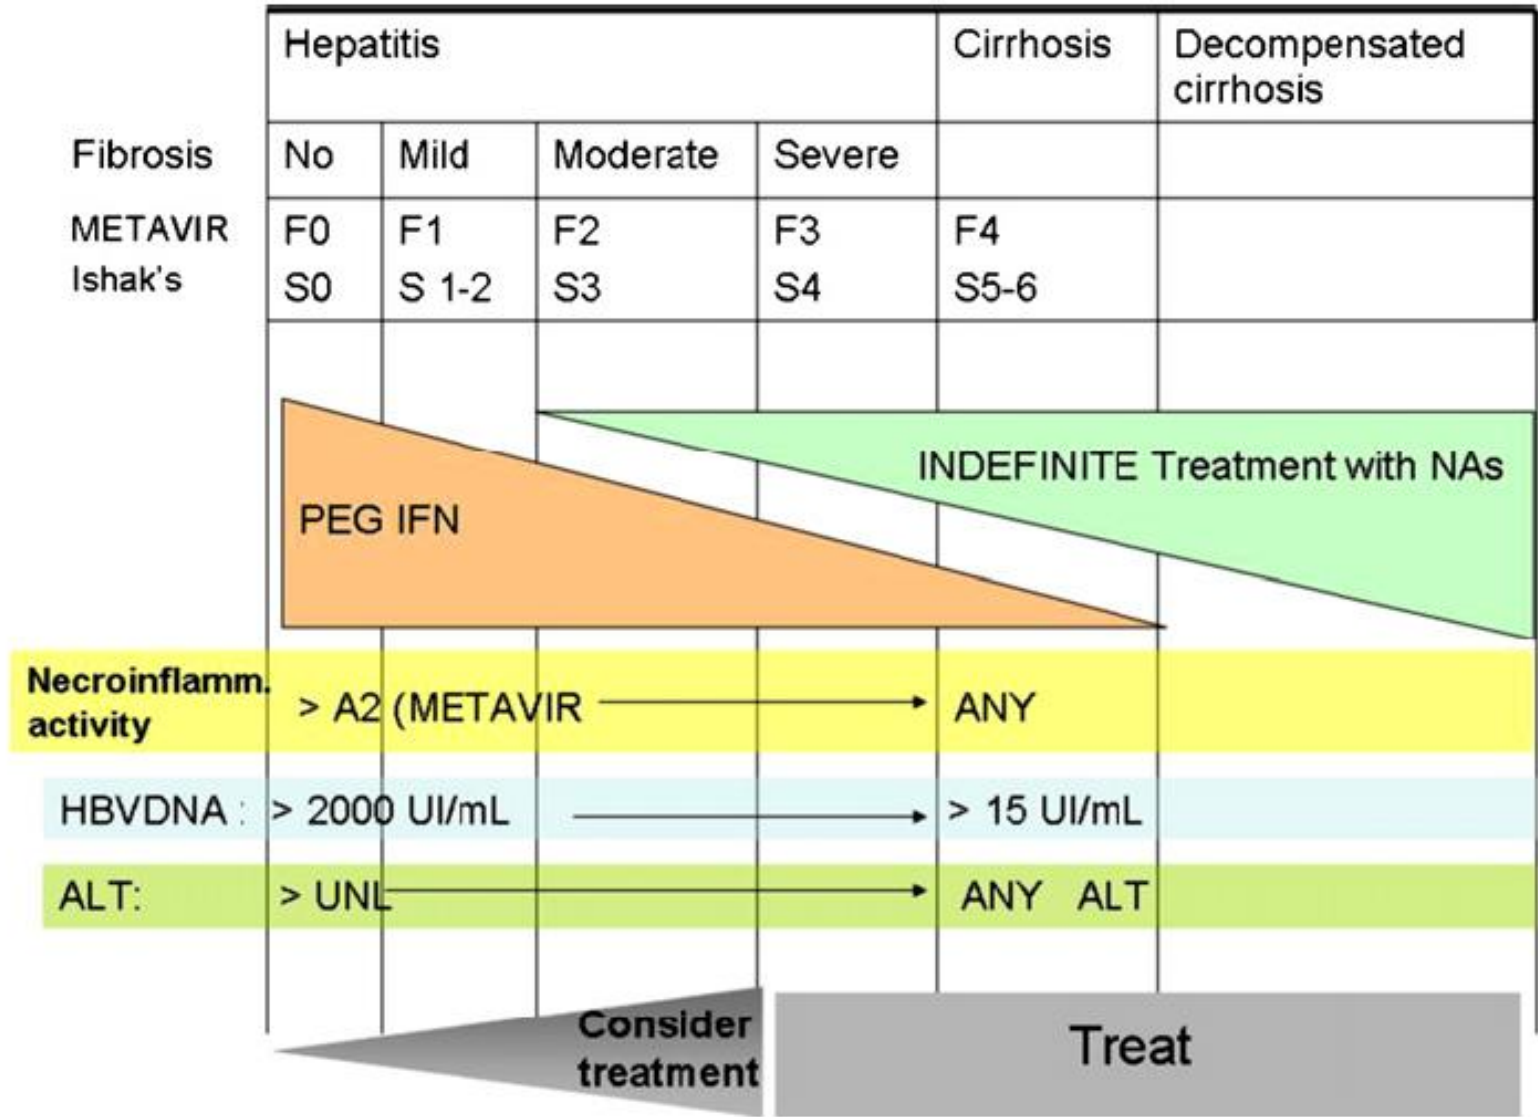 Hepatitis Cirrhosis Decompensated
cirrhosis
Fibrosis No Mild Moderate Severe
METAVIR F0 F1 F2 F3 F4
Ishak's S0 S 1-2 S3 S4 S5-6
INDEFINITE Treatment with NAs
PEG IFN
Necroinflamm.
activity
> A2 (METAVIR ANY
HBVDNA : > 2000 UI/mL > 15 UI/mL
ALT: > UNL ANY ALT
Consider
treatment
Treat